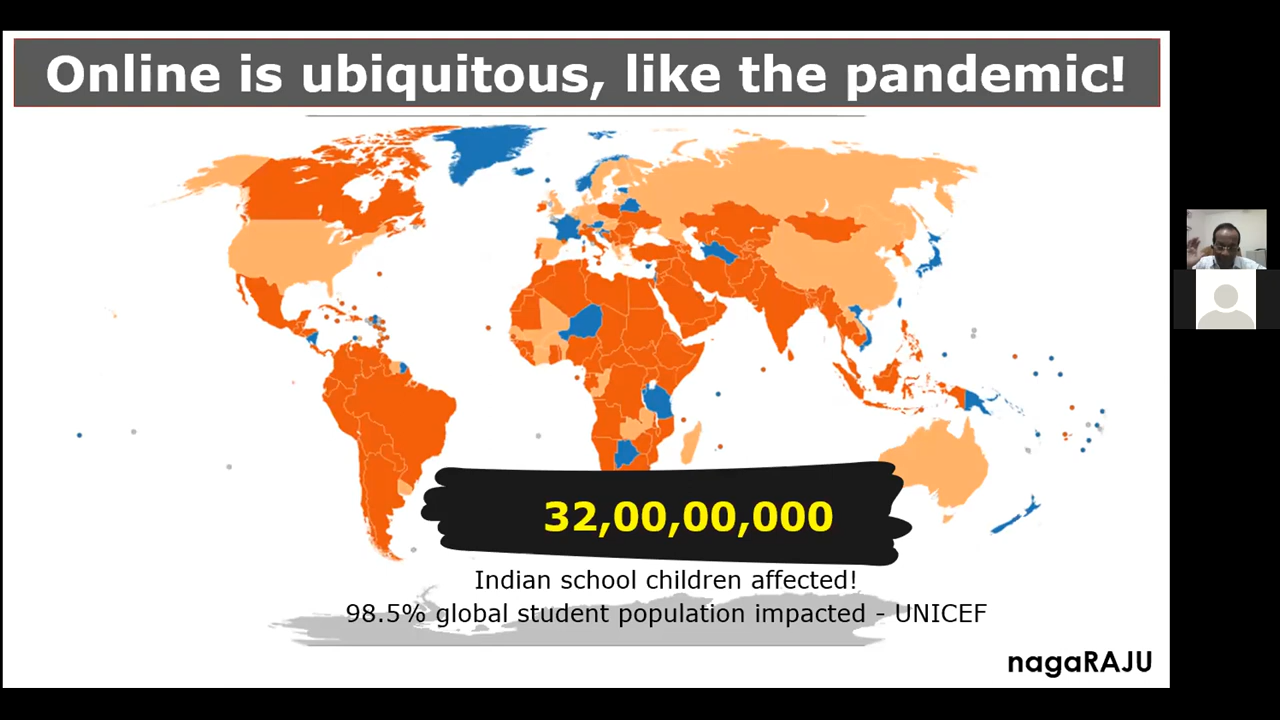 Online is ubiquitous, like the pandemic!
32,00,00,000
Indian school children affected!
98.5% global student population impacted - UNICEF
nagaRAJU